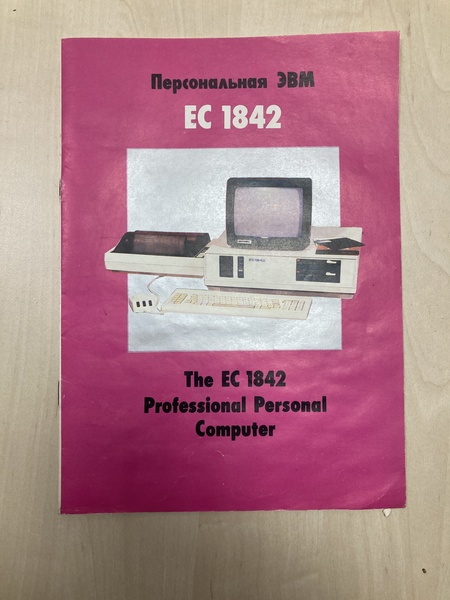 Персональная ЭВМ
ЕС 1842
The EC 1842
Professional Personal
Computer